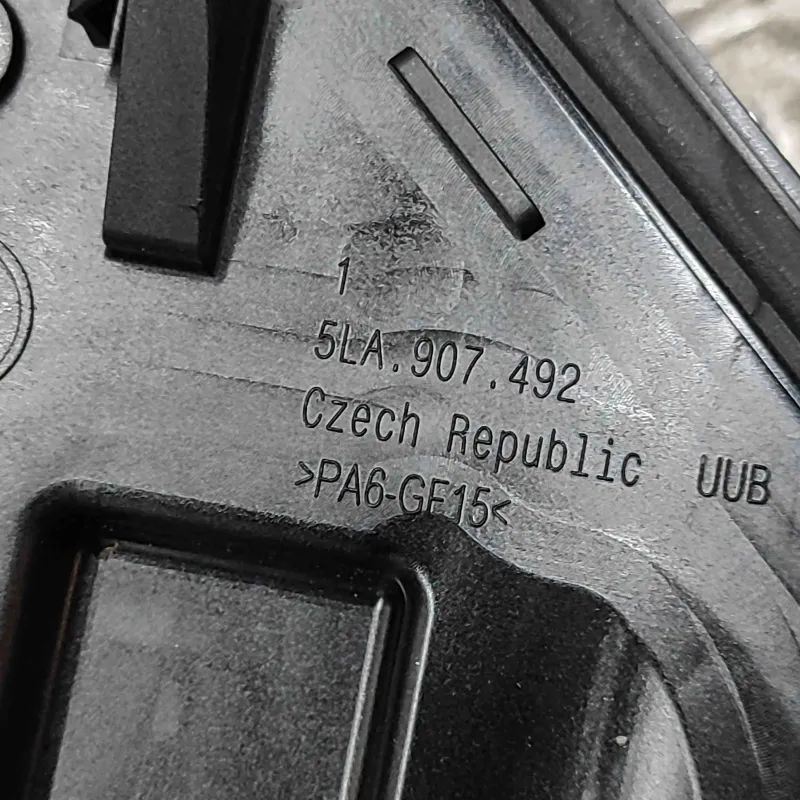 1
5LA.907.492
Czech Republic UUB
>PA6-GF15<